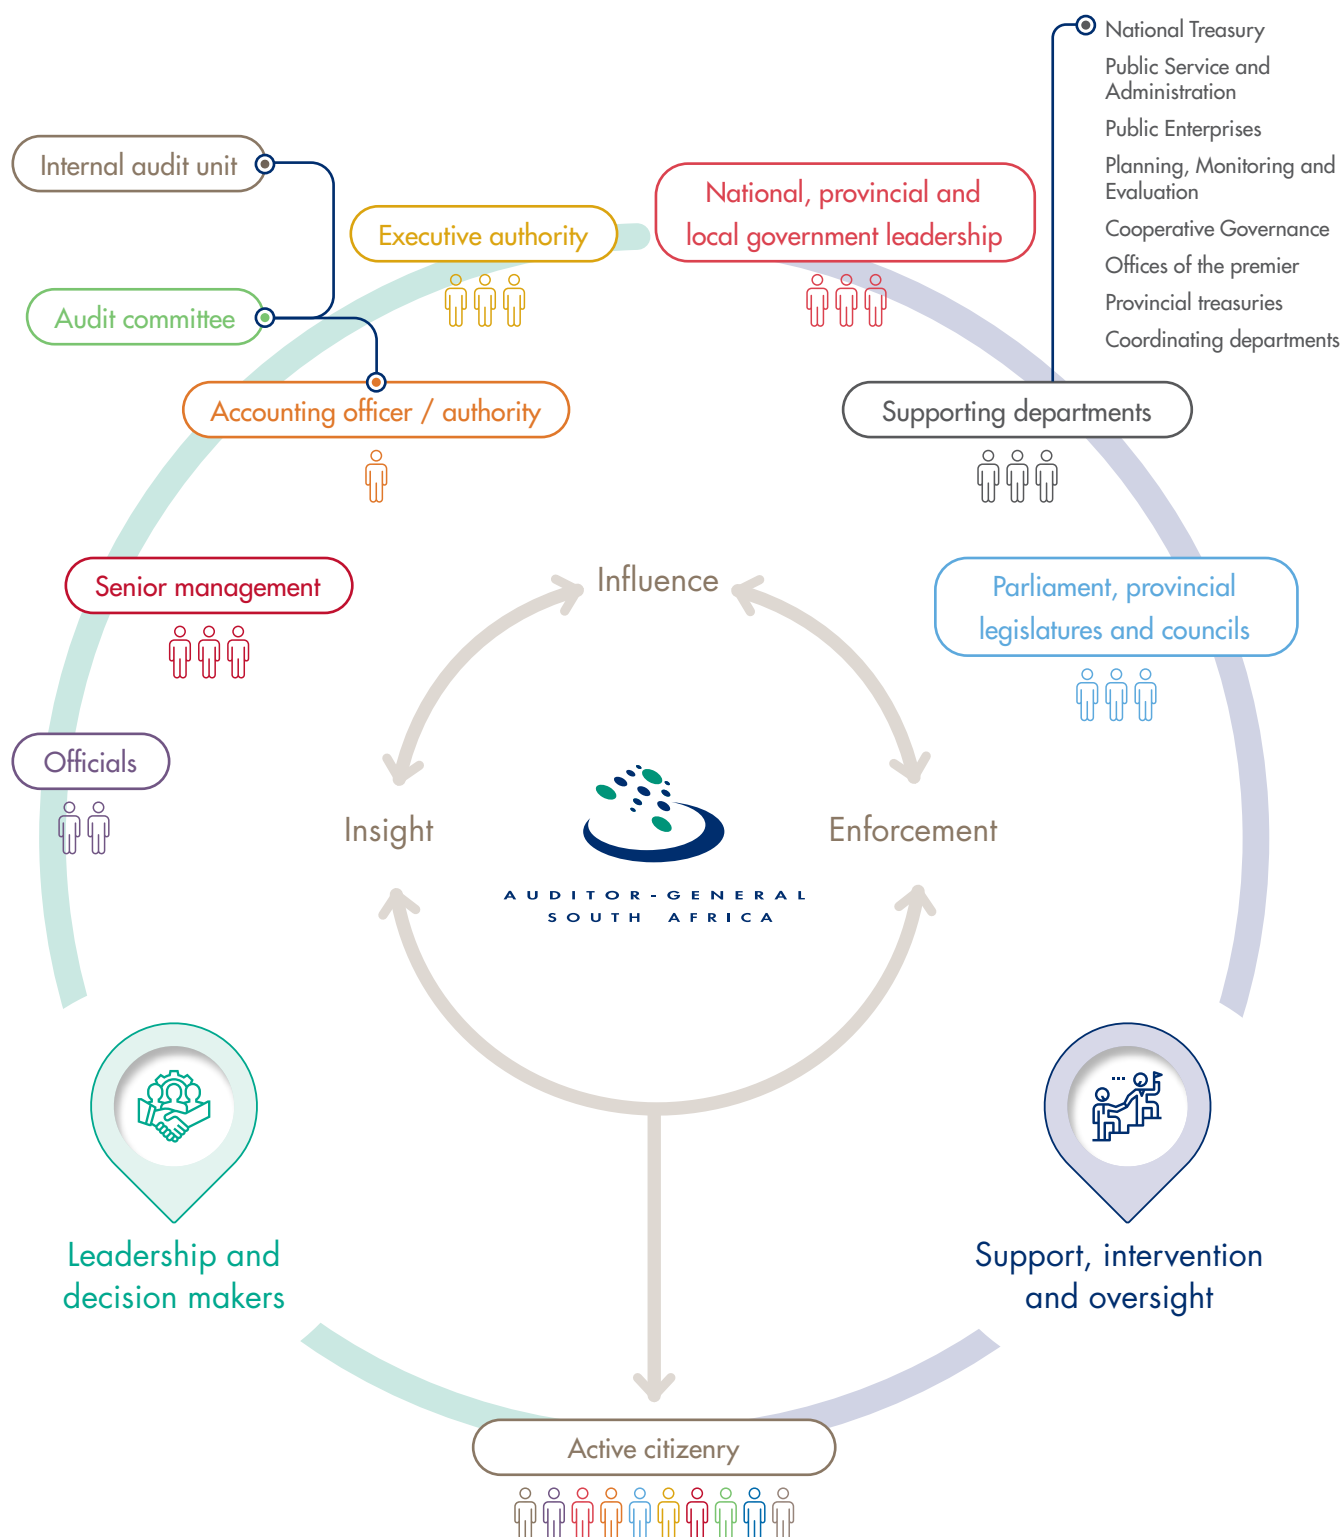 National Treasury
Public Service and
Administration
Public Enterprises
Planning, Monitoring and
Evaluation
Cooperative Governance
Offices of the premier
Provincial treasuries
Coordinating departments
Internal audit unit
Executive authority
National, provincial and
local government leadership
Audit committee
Accounting officer / authority
Supporting departments
Senior management
Influence
Parliament, provincial
legislatures and councils
Officials
Insight
Enforcement
AUDITOR-GENERAL
SOUTH AFRICA
Leadership and
decision makers
Support, intervention
and oversight
Active citizenry